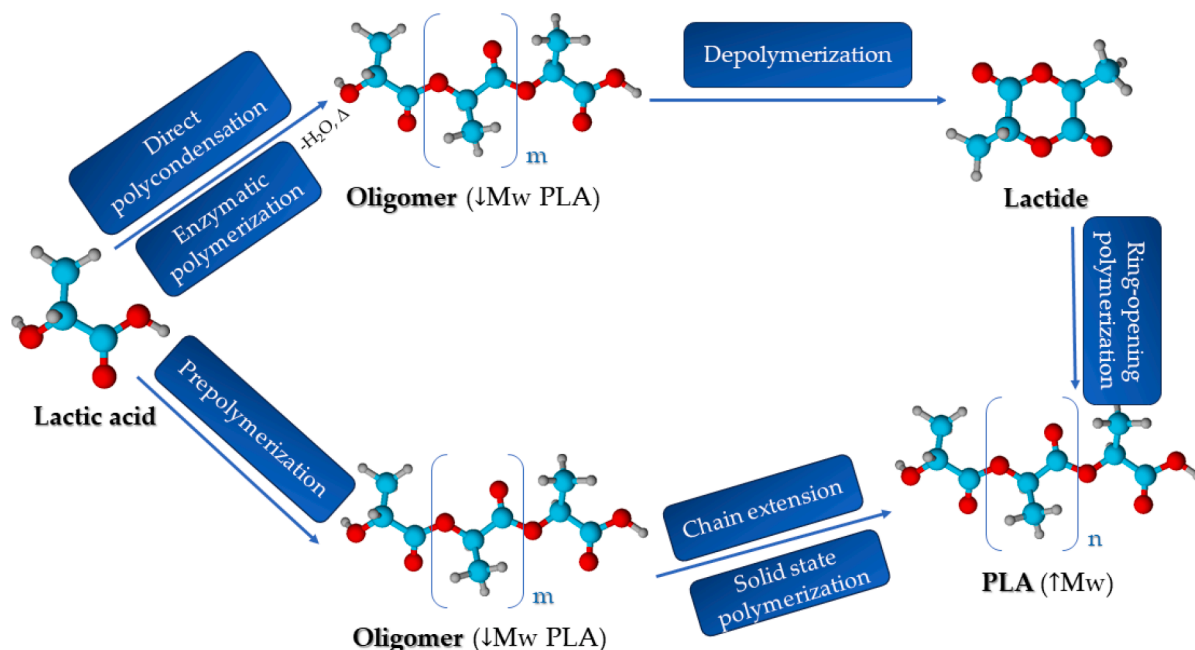 Direct
polycondensation
-H₂O, Δ
Enzymatic
polymerization
m
Oligomer (↓Mw PLA)
Depolymerization
Lactide
Ring-opening
polymerization
Lactic acid
Prepolymerization
m
Oligomer (↓Mw PLA)
Chain extension
Solid state
polymerization
n
PLA (↑Mw)